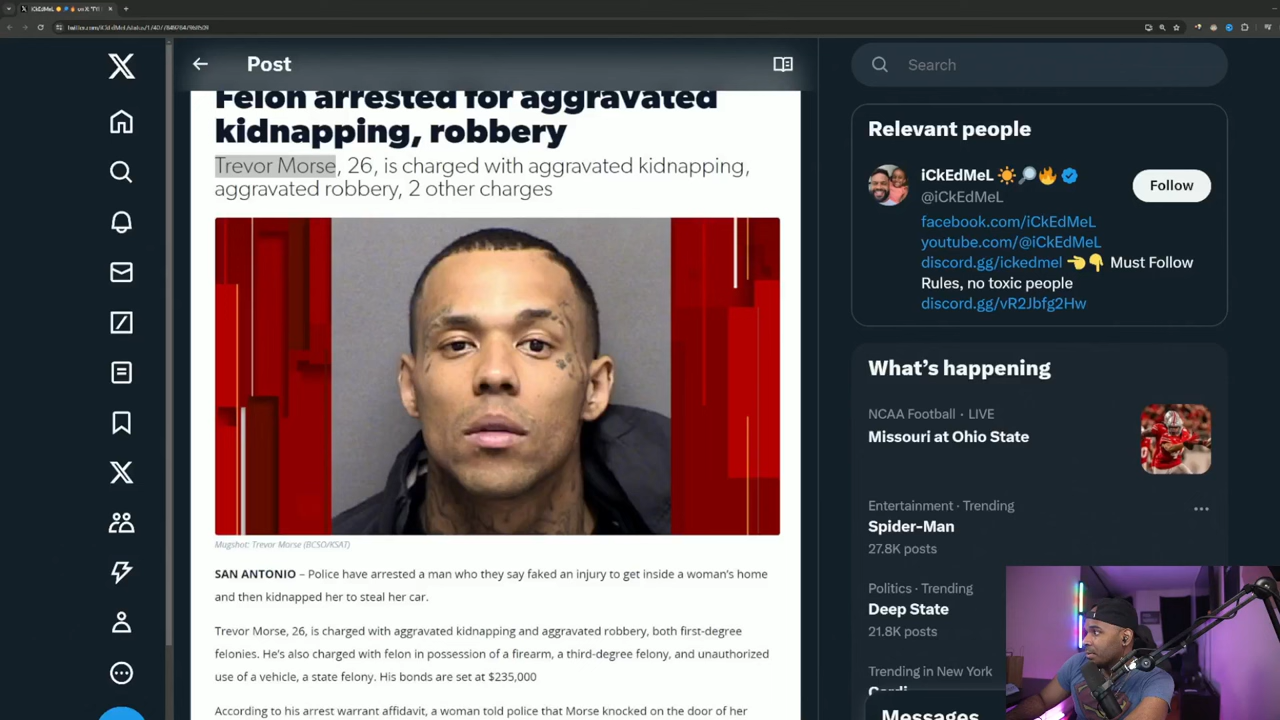 Post
Felon arrested for aggravated
kidnapping, robbery
Trevor Morse, 26, is charged with aggravated kidnapping,
aggravated robbery, 2 other charges
Mugshot: Trevor Morse (BCSO/KSAT)
SAN ANTONIO – Police have arrested a man who they say faked an injury to get inside a woman's home
and then kidnapped her to steal her car.
Trevor Morse, 26, is charged with aggravated kidnapping and aggravated robbery, both first-degree
felonies. He's also charged with felon in possession of a firearm, a third-degree felony, and unauthorized
use of a vehicle, a state felony. His bonds are set at $235,000
According to his arrest warrant affidavit, a woman told police that Morse knocked on the door of her
Search
Relevant people
iCkEdMeL ☀️🔎🔥
@iCkEdMeL
Follow
facebook.com/iCkEdMeL
youtube.com/@iCkEdMeL
discord.gg/ickedmel 👈👇 Must Follow
Rules, no toxic people
discord.gg/vR2Jbfg2Hw
What's happening
NCAA Football · LIVE
Missouri at Ohio State
Entertainment · Trending
Spider-Man
27.8K posts
Politics · Trending
Deep State
21.8K posts
Trending in New York
Cardi
Messages